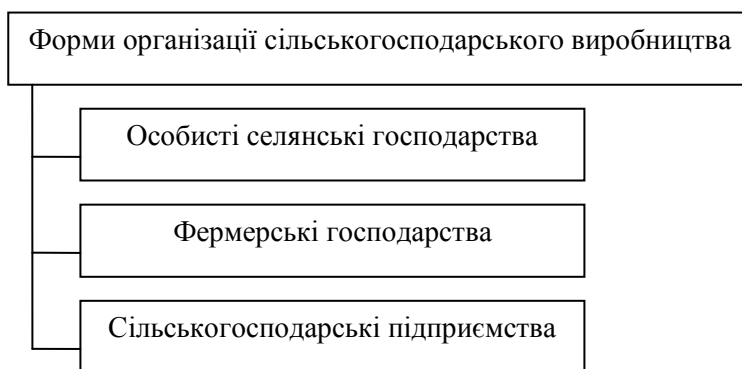 Форми організації сільськогосподарського виробництва
Особисті селянські господарства
Фермерські господарства
Сільськогосподарські підприємства